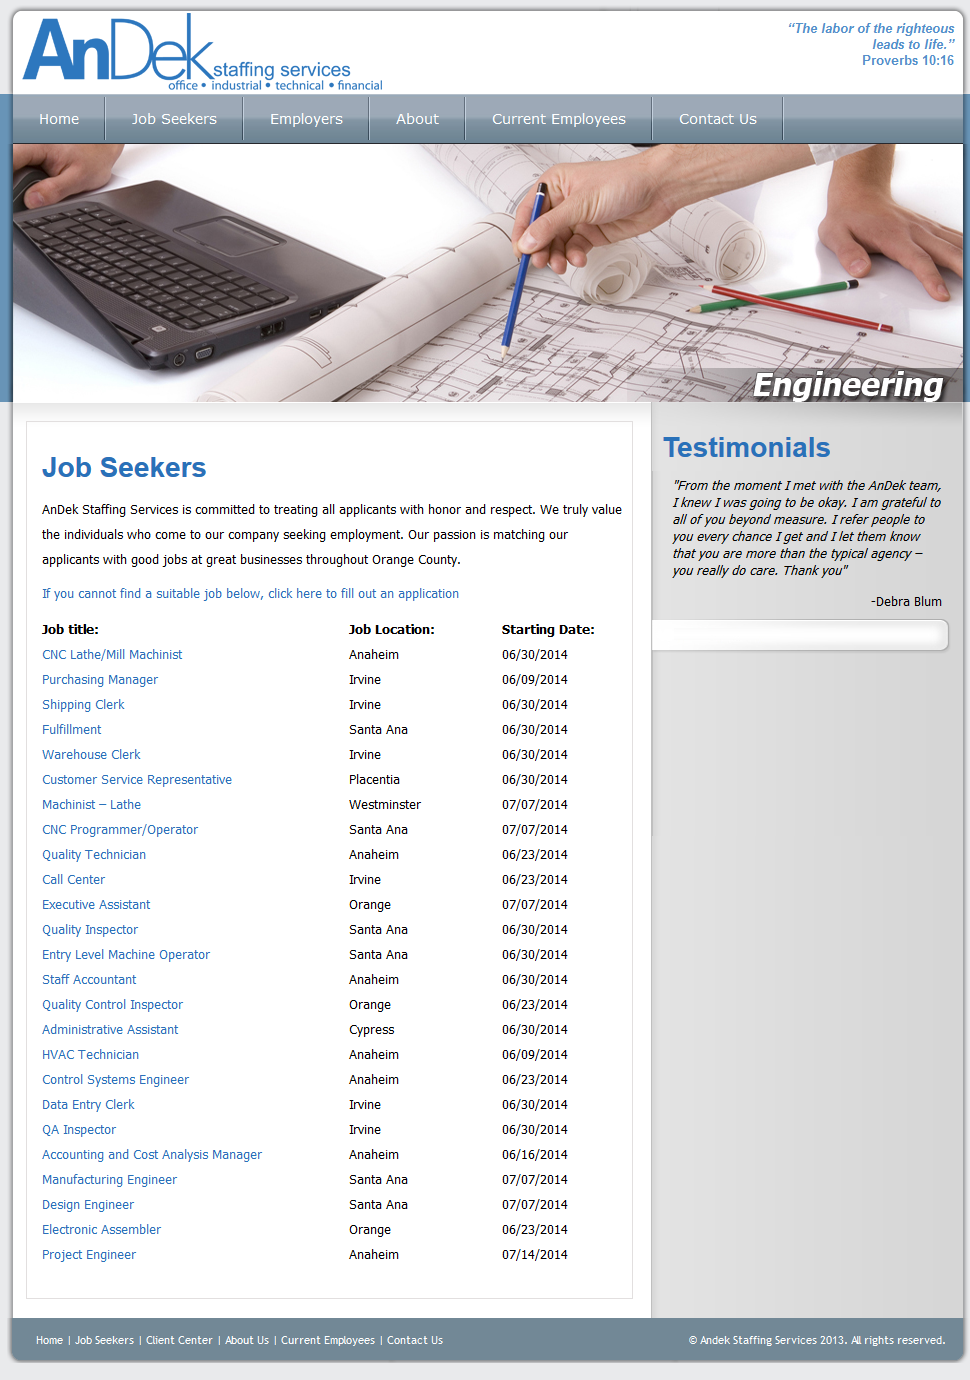 AnDek staffing services
office • industrial • technical • financial
“The labor of the righteous
leads to life.”
Proverbs 10:16
Home Job Seekers Employers About Current Employees Contact Us
Engineering
Job Seekers
AnDek Staffing Services is committed to treating all applicants with honor and respect. We truly value
the individuals who come to our company seeking employment. Our passion is matching our
applicants with good jobs at great businesses throughout Orange County.
If you cannot find a suitable job below, click here to fill out an application
Job title: Job Location: Starting Date:
CNC Lathe/Mill Machinist Anaheim 06/30/2014
Purchasing Manager Irvine 06/09/2014
Shipping Clerk Irvine 06/30/2014
Fulfillment Santa Ana 06/30/2014
Warehouse Clerk Irvine 06/30/2014
Customer Service Representative Placentia 06/30/2014
Machinist – Lathe Westminster 07/07/2014
CNC Programmer/Operator Santa Ana 07/07/2014
Quality Technician Anaheim 06/23/2014
Call Center Irvine 06/23/2014
Executive Assistant Orange 07/07/2014
Quality Inspector Santa Ana 06/30/2014
Entry Level Machine Operator Santa Ana 06/30/2014
Staff Accountant Anaheim 06/30/2014
Quality Control Inspector Orange 06/23/2014
Administrative Assistant Cypress 06/30/2014
HVAC Technician Anaheim 06/09/2014
Control Systems Engineer Anaheim 06/23/2014
Data Entry Clerk Irvine 06/30/2014
QA Inspector Irvine 06/30/2014
Accounting and Cost Analysis Manager Anaheim 06/16/2014
Manufacturing Engineer Santa Ana 07/07/2014
Design Engineer Santa Ana 07/07/2014
Electronic Assembler Orange 06/23/2014
Project Engineer Anaheim 07/14/2014
Testimonials
"From the moment I met with the AnDek team,
I knew I was going to be okay. I am grateful to
all of you beyond measure. I refer people to
you every chance I get and I let them know
that you are more than the typical agency –
you really do care. Thank you"
-Debra Blum
Home | Job Seekers | Client Center | About Us | Current Employees | Contact Us
© Andek Staffing Services 2013. All rights reserved.